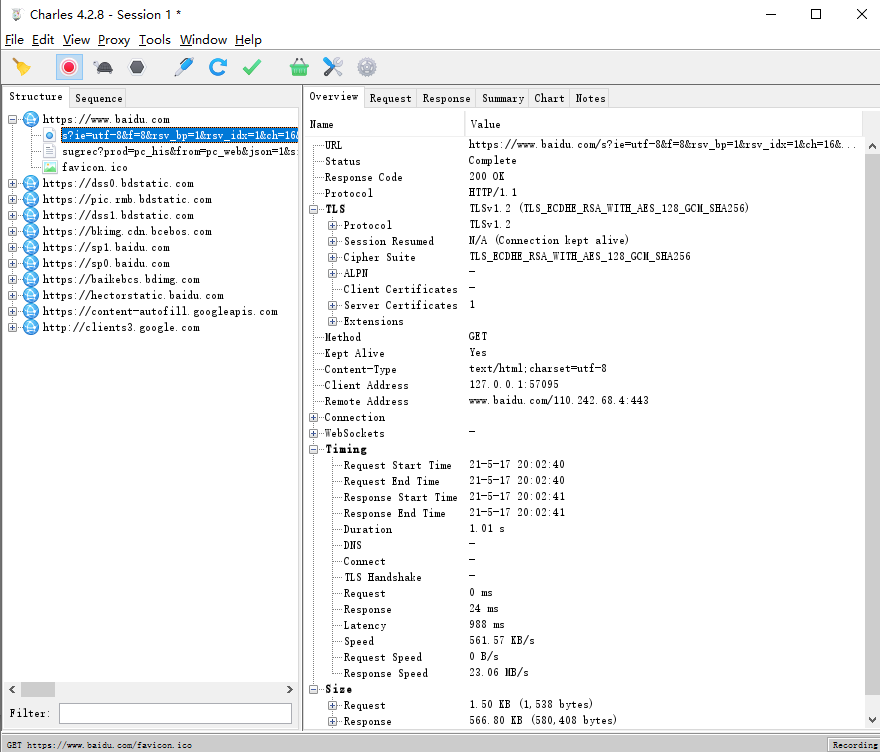 Charles 4.2.8 - Session 1 *
File Edit View Proxy Tools Window Help
Structure Sequence
https://www.baidu.com
s?ie=utf-8&f=8&rsv_bp=1&rsv_idx=1&ch=16&
sugrec?prod=pc_his&from=pc_web&json=1&s
favicon.ico
https://dss0.bdstatic.com
https://pic.rmb.bdstatic.com
https://dss1.bdstatic.com
https://bkimg.cdn.bcebos.com
https://sp1.baidu.com
https://sp0.baidu.com
https://baikebcs.bdimg.com
https://hectorstatic.baidu.com
https://content-autofill.googleapis.com
http://clients3.google.com
Filter:
Overview Request Response Summary Chart Notes
Name Value
URL https://www.baidu.com/s?ie=utf-8&f=8&rsv_bp=1&rsv_idx=1&ch=16&...
Status Complete
Response Code 200 OK
Protocol HTTP/1.1
TLS TLSv1.2 (TLS_ECDHE_RSA_WITH_AES_128_GCM_SHA256)
Protocol TLSv1.2
Session Resumed N/A (Connection kept alive)
Cipher Suite TLS_ECDHE_RSA_WITH_AES_128_GCM_SHA256
ALPN -
Client Certificates -
Server Certificates 1
Extensions
Method GET
Kept Alive Yes
Content-Type text/html;charset=utf-8
Client Address 127.0.0.1:57095
Remote Address www.baidu.com/110.242.68.4:443
Connection
WebSockets -
Timing
Request Start Time 21-5-17 20:02:40
Request End Time 21-5-17 20:02:40
Response Start Time 21-5-17 20:02:41
Response End Time 21-5-17 20:02:41
Duration 1.01 s
DNS -
Connect -
TLS Handshake -
Request 0 ms
Response 24 ms
Latency 988 ms
Speed 561.57 KB/s
Request Speed 0 B/s
Response Speed 23.06 MB/s
Size
Request 1.50 KB (1,538 bytes)
Response 566.80 KB (580,408 bytes)
GET https://www.baidu.com/favicon.ico Recording